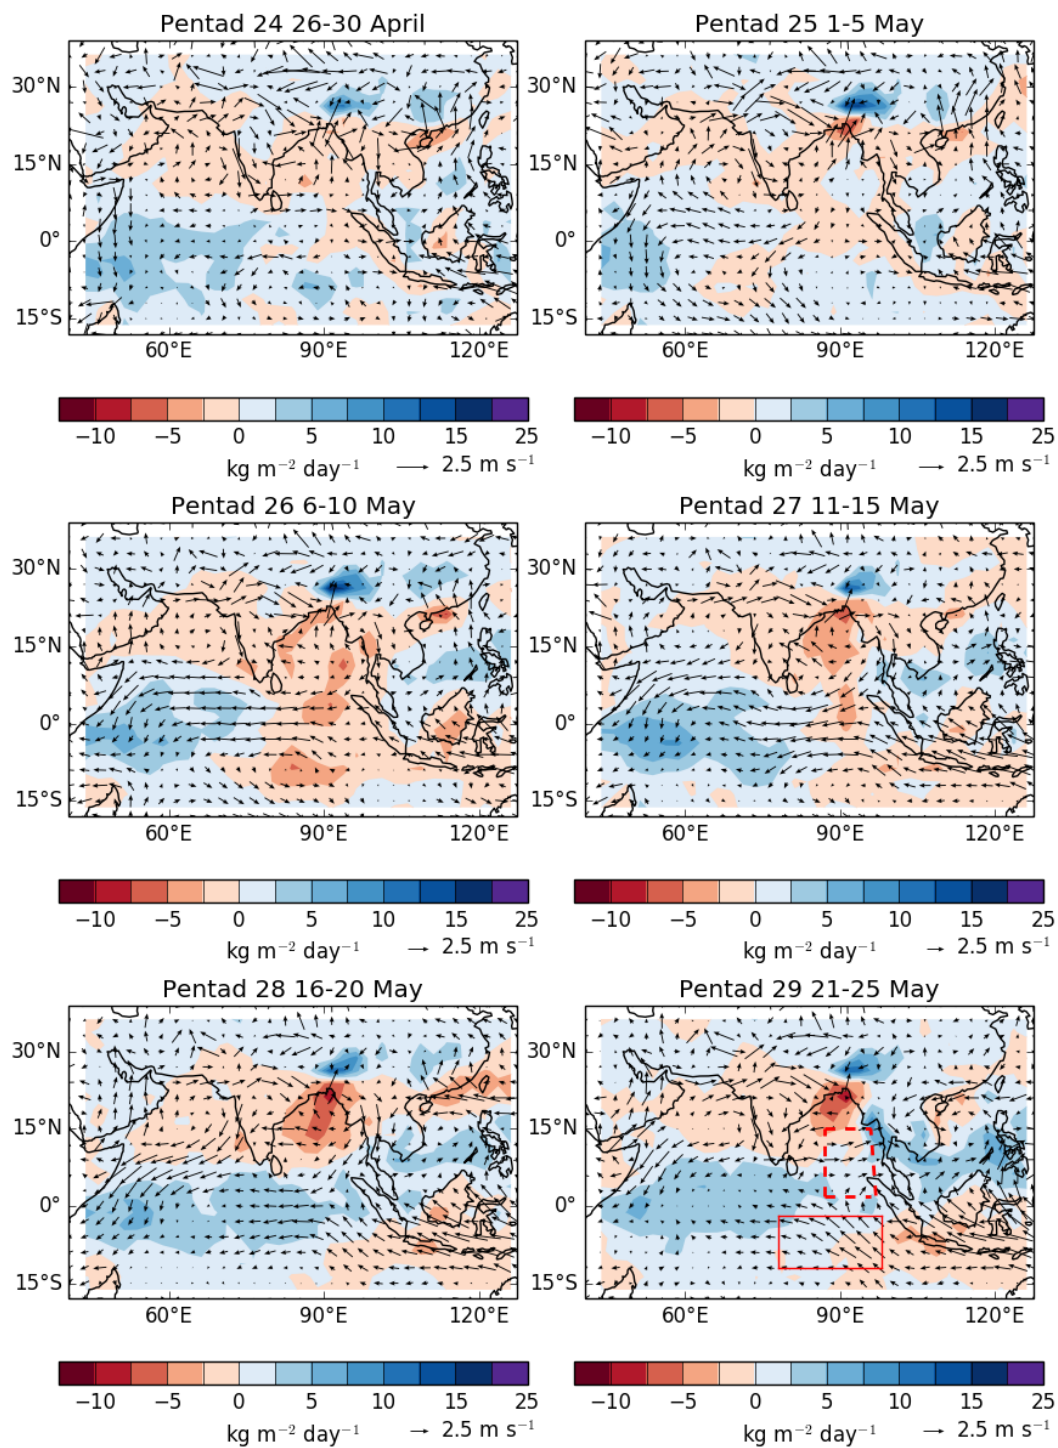 Pentad 24 26-30 April
30°N
15°N
0°
15°S
60°E 90°E 120°E
−10 −5 0 5 10 15 25
kg m⁻² day⁻¹ 2.5 m s⁻¹
Pentad 25 1-5 May
30°N
15°N
0°
15°S
60°E 90°E 120°E
−10 −5 0 5 10 15 25
kg m⁻² day⁻¹ 2.5 m s⁻¹
Pentad 26 6-10 May
30°N
15°N
0°
15°S
60°E 90°E 120°E
−10 −5 0 5 10 15 25
kg m⁻² day⁻¹ 2.5 m s⁻¹
Pentad 27 11-15 May
30°N
15°N
0°
15°S
60°E 90°E 120°E
−10 −5 0 5 10 15 25
kg m⁻² day⁻¹ 2.5 m s⁻¹
Pentad 28 16-20 May
30°N
15°N
0°
15°S
60°E 90°E 120°E
−10 −5 0 5 10 15 25
kg m⁻² day⁻¹ 2.5 m s⁻¹
Pentad 29 21-25 May
30°N
15°N
0°
15°S
60°E 90°E 120°E
−10 −5 0 5 10 15 25
kg m⁻² day⁻¹ 2.5 m s⁻¹